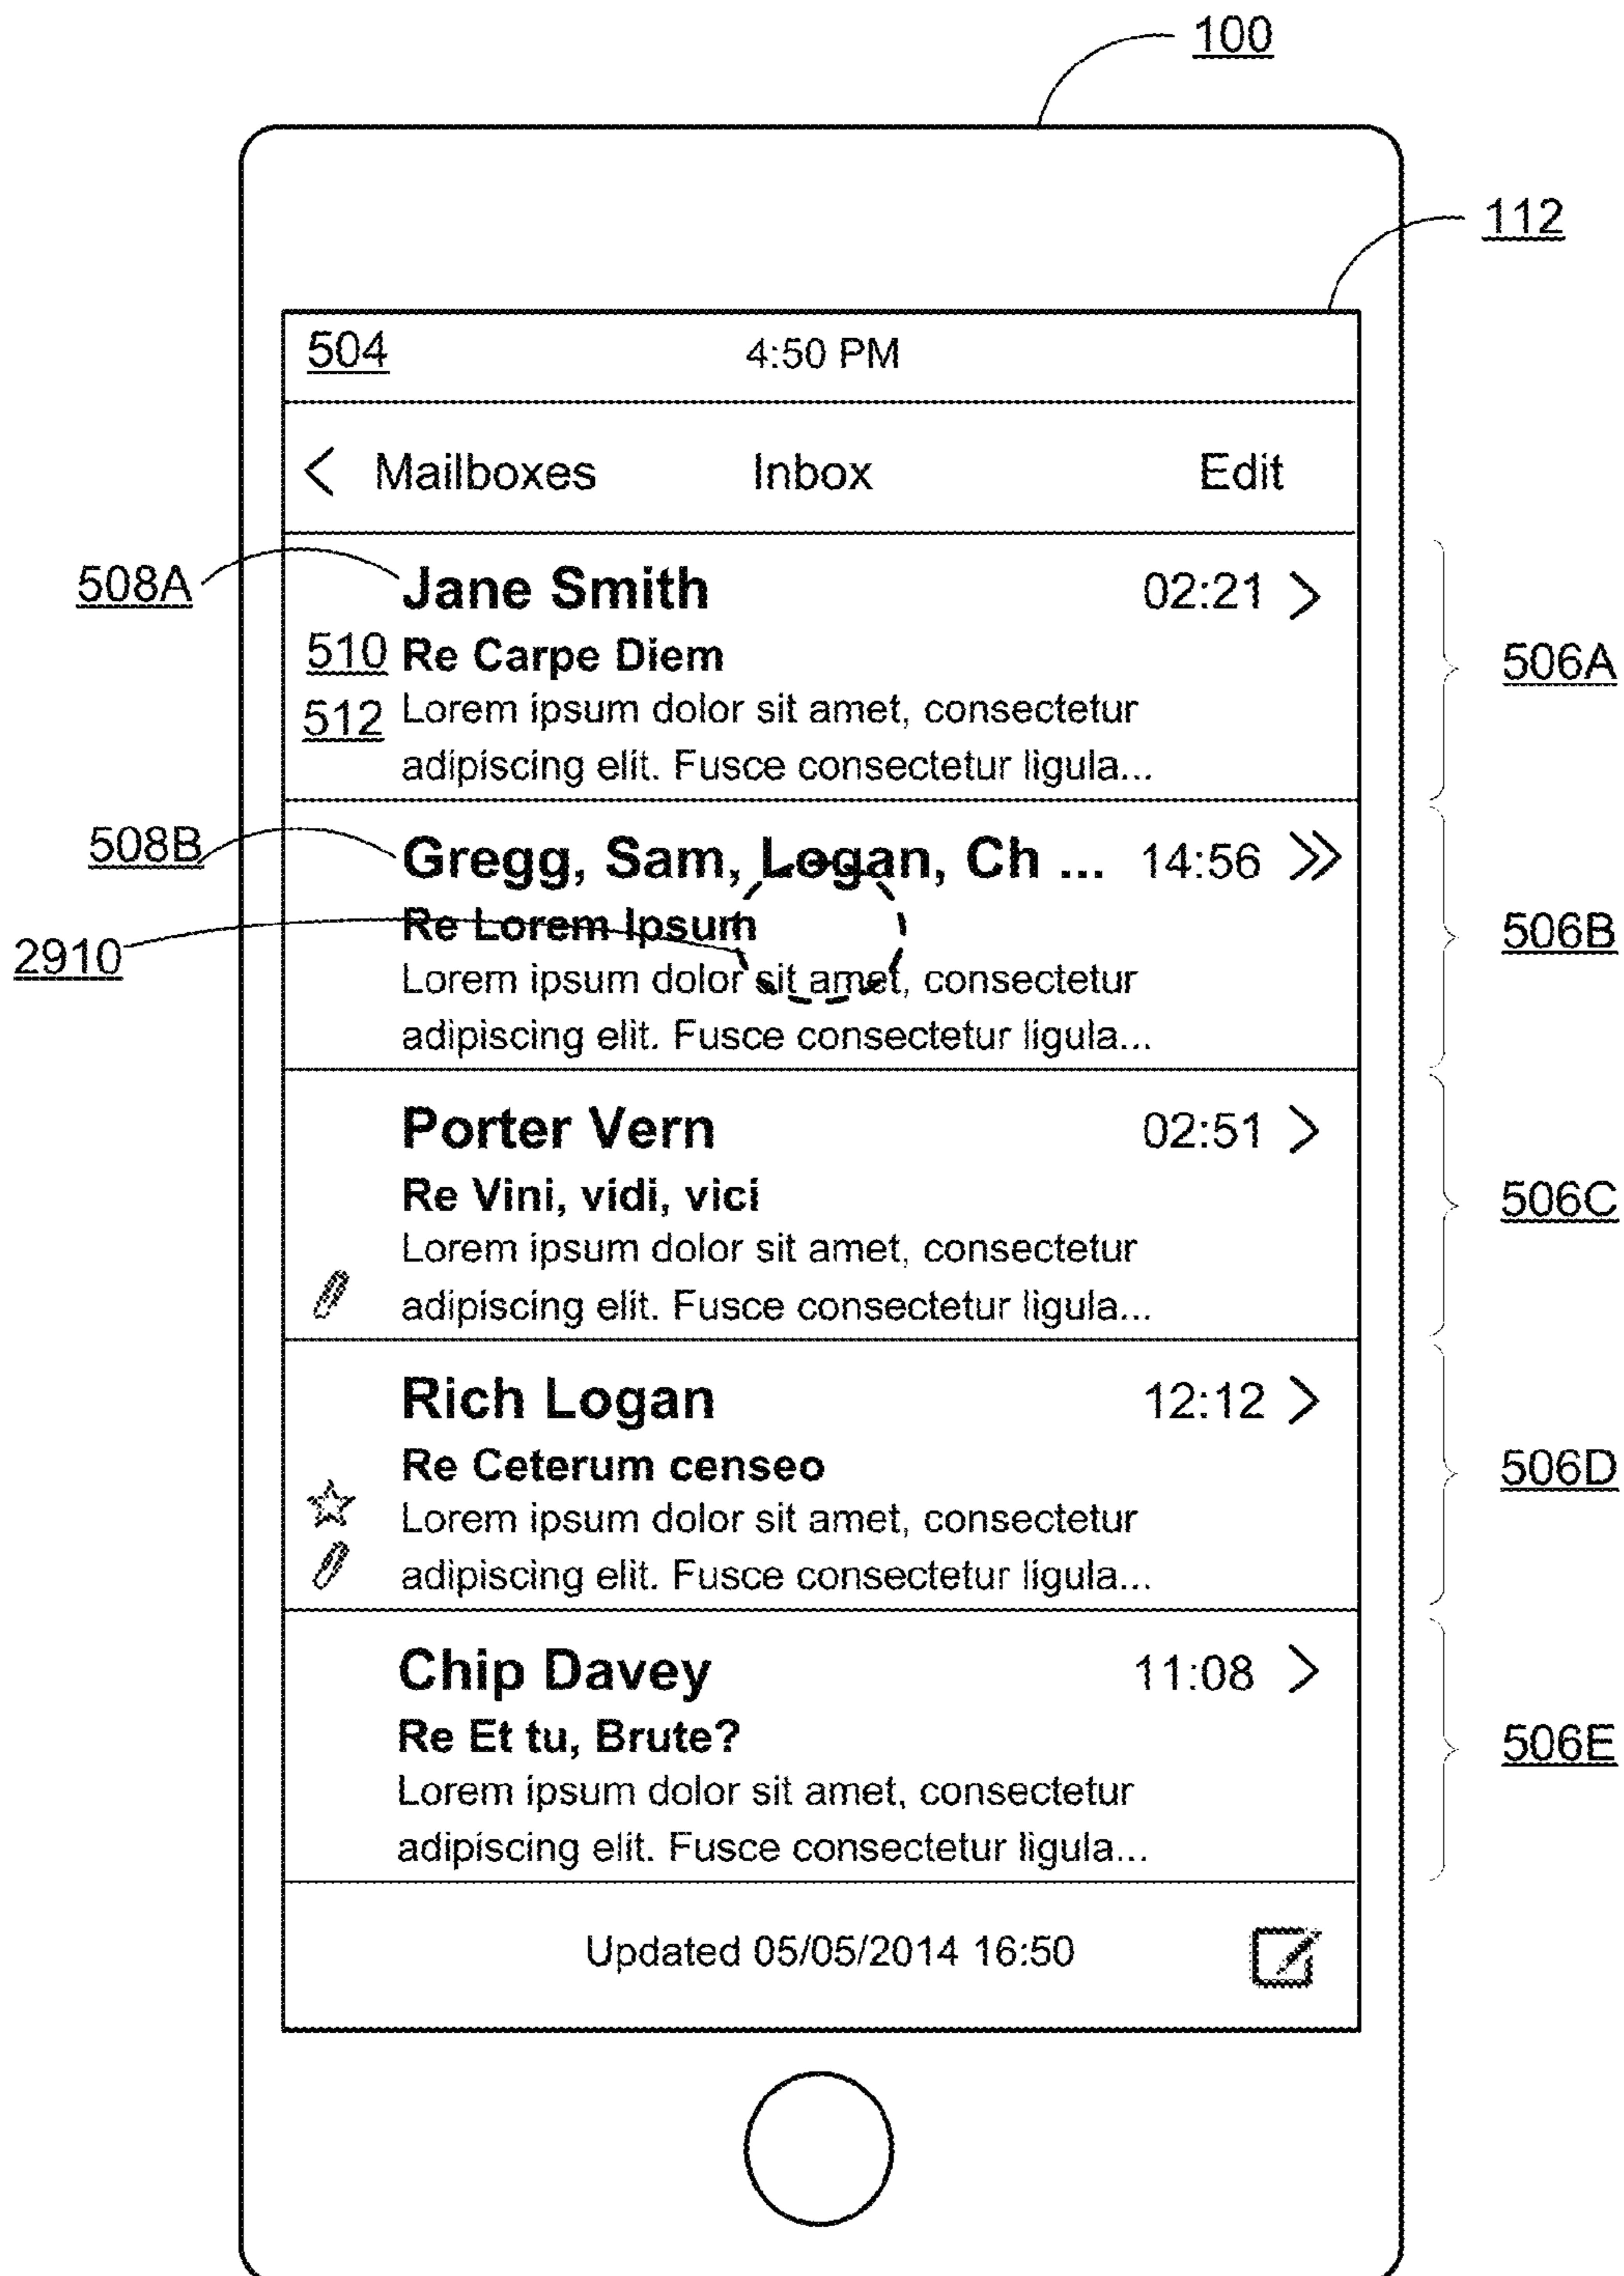 100
112
504 4:50 PM
< Mailboxes Inbox Edit
508A Jane Smith 02:21 >
510 Re Carpe Diem
506A
512 Lorem ipsum dolor sit amet, consectetur
adipiscing elit. Fusce consectetur ligula...
508B Gregg, Sam, Logan, Ch ... 14:56 >>
Re Lorem Ipsum
506B
2910
Lorem ipsum dolor sit amet, consectetur
adipiscing elit. Fusce consectetur ligula...
Porter Vern 02:51 >
Re Vini, vidi, vici
506C
Lorem ipsum dolor sit amet, consectetur
adipiscing elit. Fusce consectetur ligula...
Rich Logan 12:12 >
Re Ceterum censeo
506D
Lorem ipsum dolor sit amet, consectetur
adipiscing elit. Fusce consectetur ligula...
Chip Davey 11:08 >
Re Et tu, Brute?
506E
Lorem ipsum dolor sit amet, consectetur
adipiscing elit. Fusce consectetur ligula...
Updated 05/05/2014 16:50